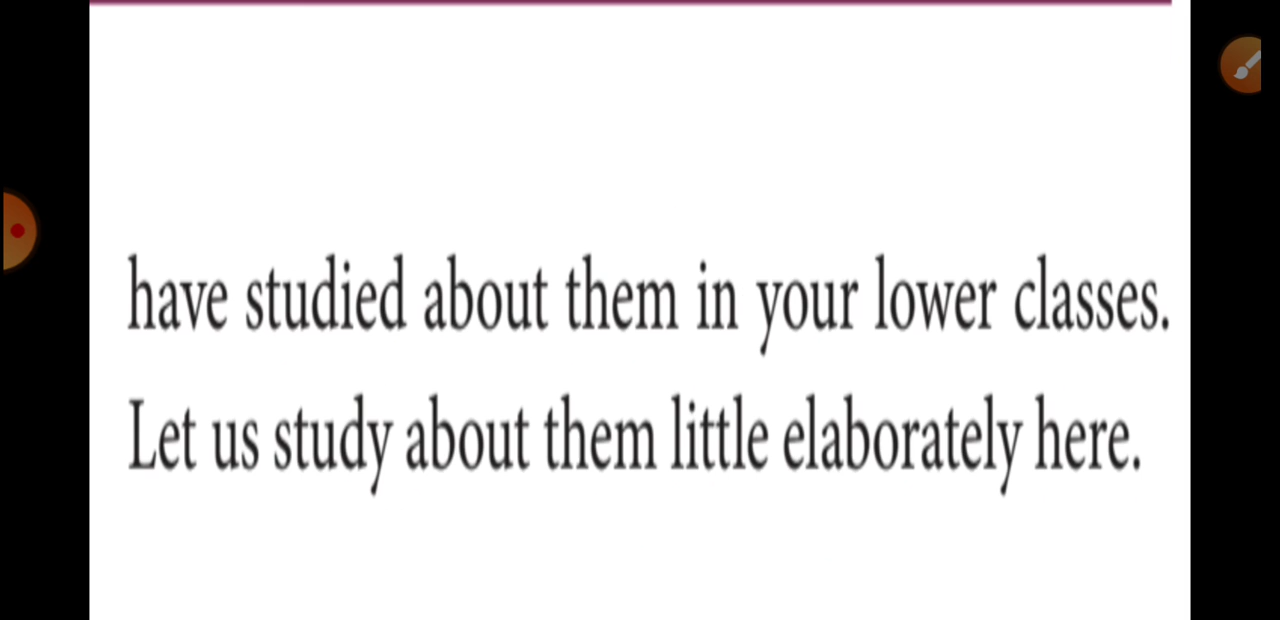 have studied about them in your lower classes.
Let us study about them little elaborately here.